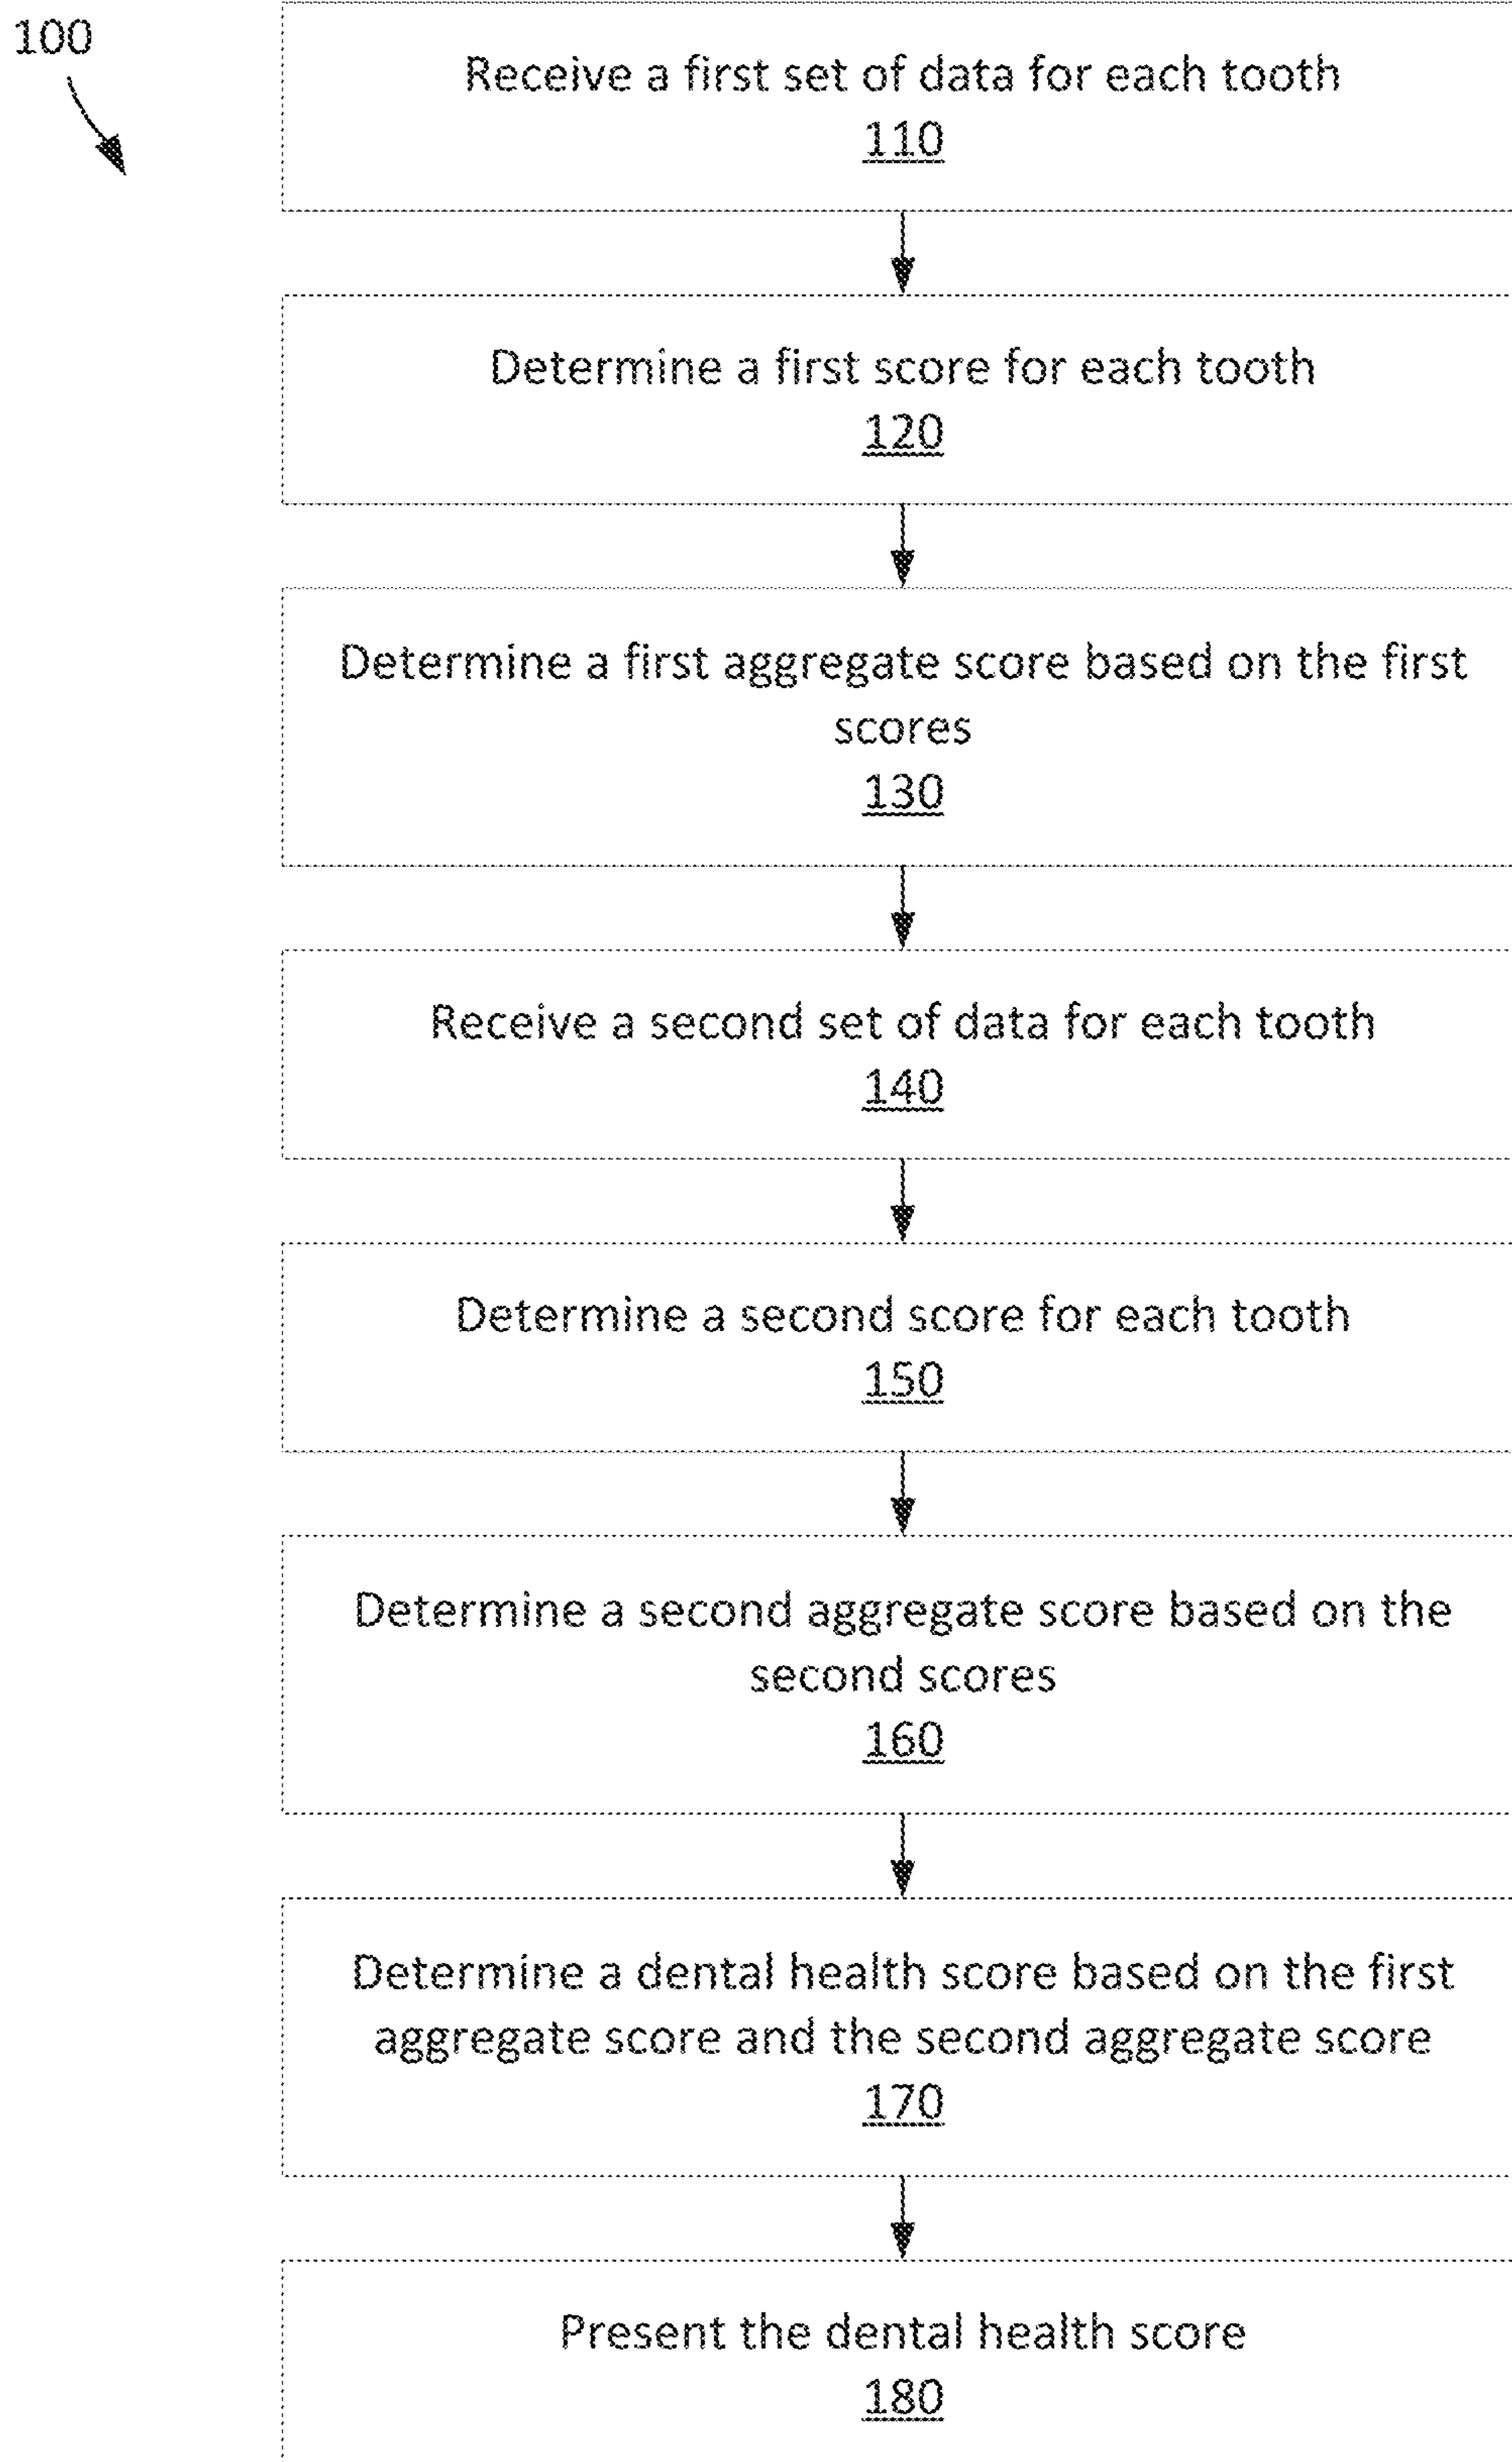 100
Receive a first set of data for each tooth
110
Determine a first score for each tooth
120
Determine a first aggregate score based on the first
scores
130
Receive a second set of data for each tooth
140
Determine a second score for each tooth
150
Determine a second aggregate score based on the
second scores
160
Determine a dental health score based on the first
aggregate score and the second aggregate score
170
Present the dental health score
180